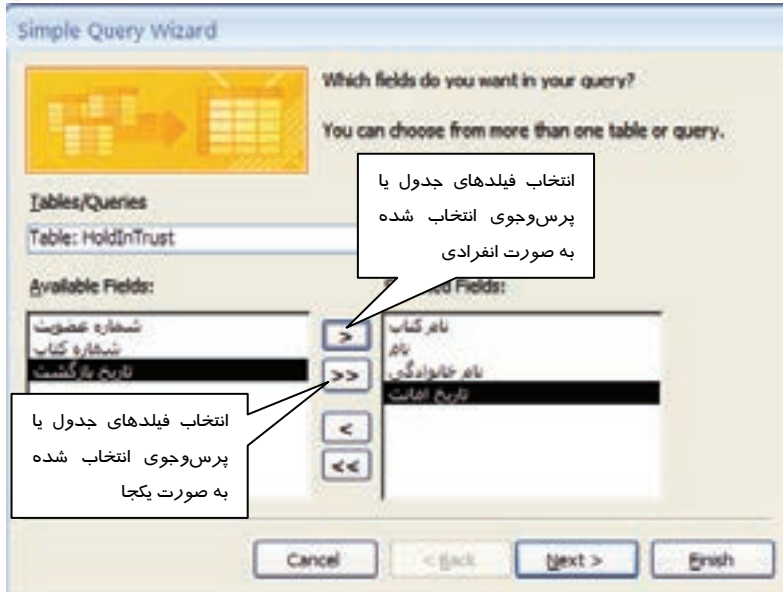 Simple Query Wizard
Which fields do you want in your query?
You can choose from more than one table or query.
انتخاب فیلدهای جدول یا
پرس‌وجوی انتخاب شده
به صورت انفرادی
Tables/Queries
Table: HoldInTrust
Available Fields:
Fields:
شماره عضویت
شماره کتاب
تاریخ بازگشت
>
>>
<
<<
نام کتاب
نام
نام خانوادگی
تاریخ امانت
انتخاب فیلدهای جدول یا
پرس‌وجوی انتخاب شده
به صورت یکجا
Cancel
< Back
Next >
Finish